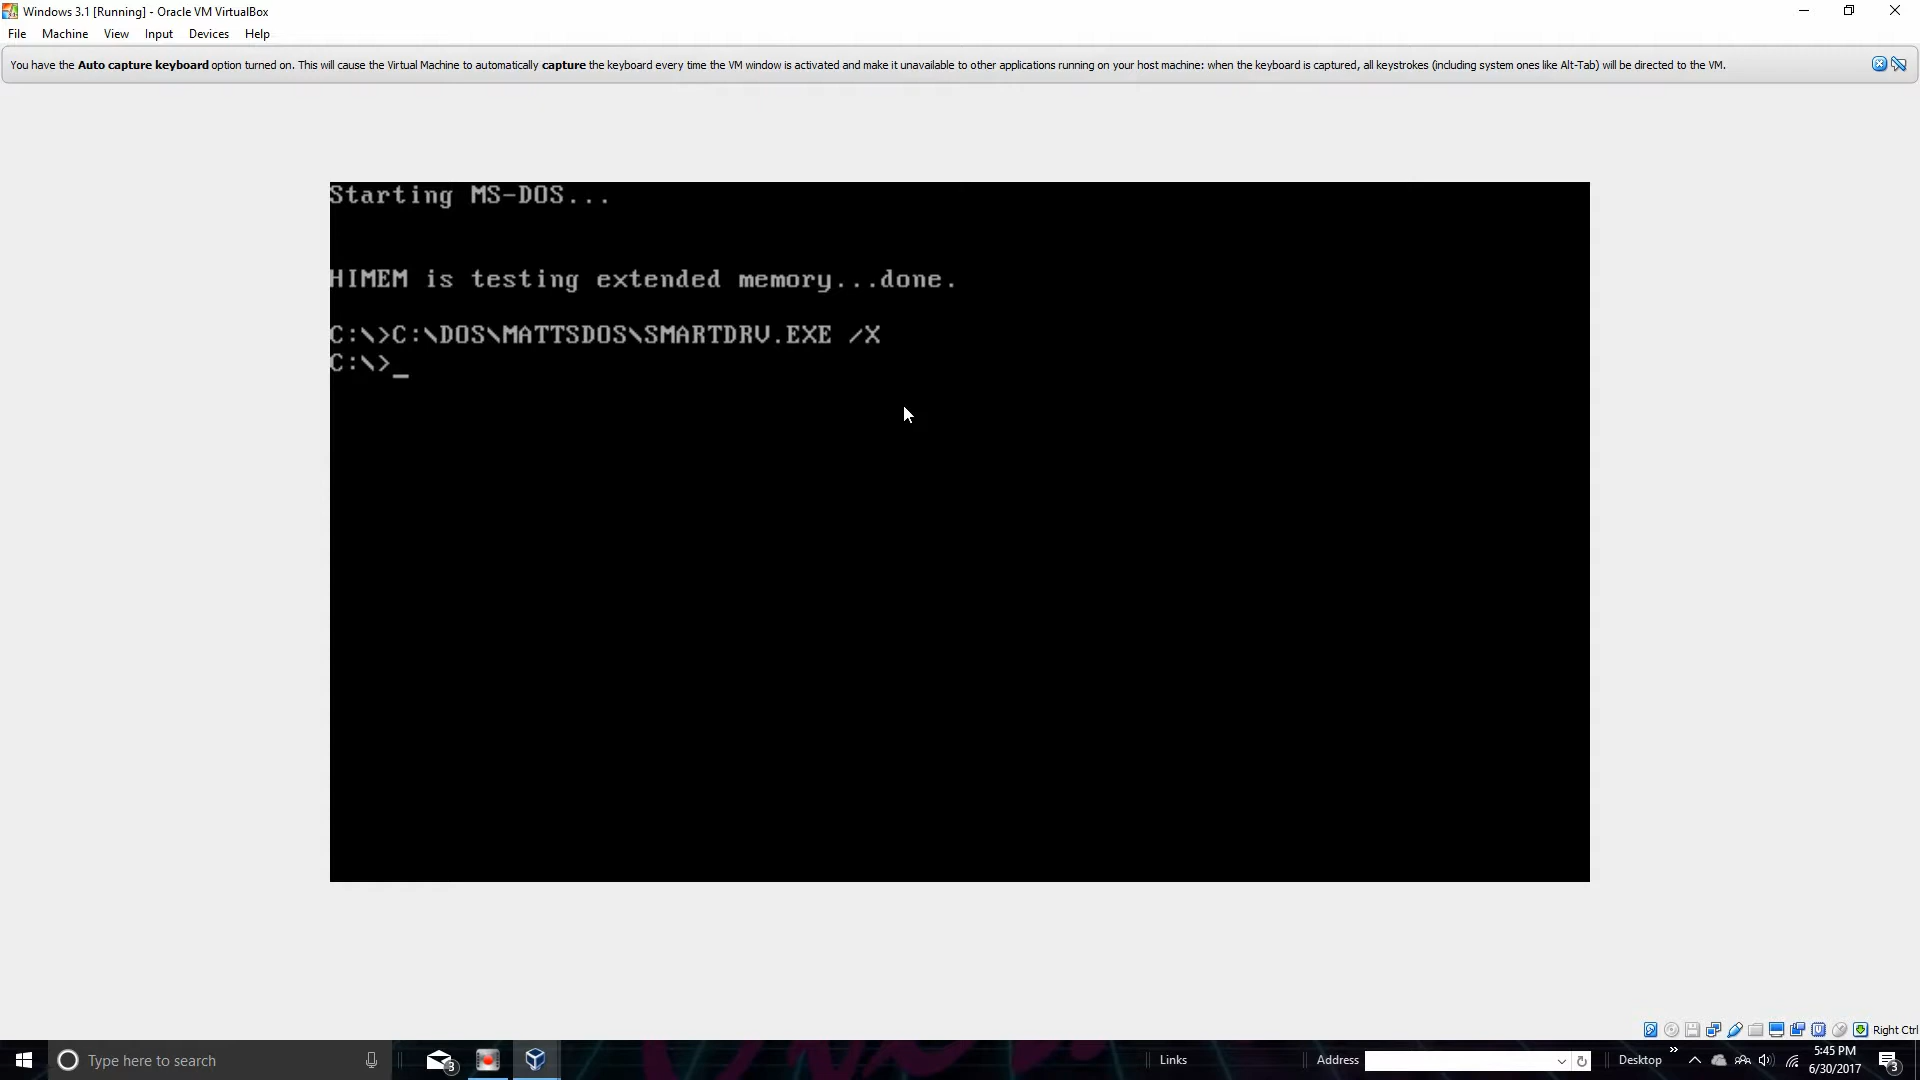 Windows 3.1 [Running] - Oracle VM VirtualBox
File Machine View Input Devices Help
You have the Auto capture keyboard option turned on. This will cause the Virtual Machine to automatically capture the keyboard every time the VM window is activated and make it unavailable to other applications running on your host machine: when the keyboard is captured, all keystrokes (including system ones like Alt-Tab) will be directed to the VM.
Starting MS-DOS...
HIMEM is testing extended memory...done.
C:\>C:\DOS\MATTSDOS\SMARTDRV.EXE /X
C:\>_
Right Ctrl
Type here to search
3
Links
Address
Desktop
5:45 PM
6/30/2017
3